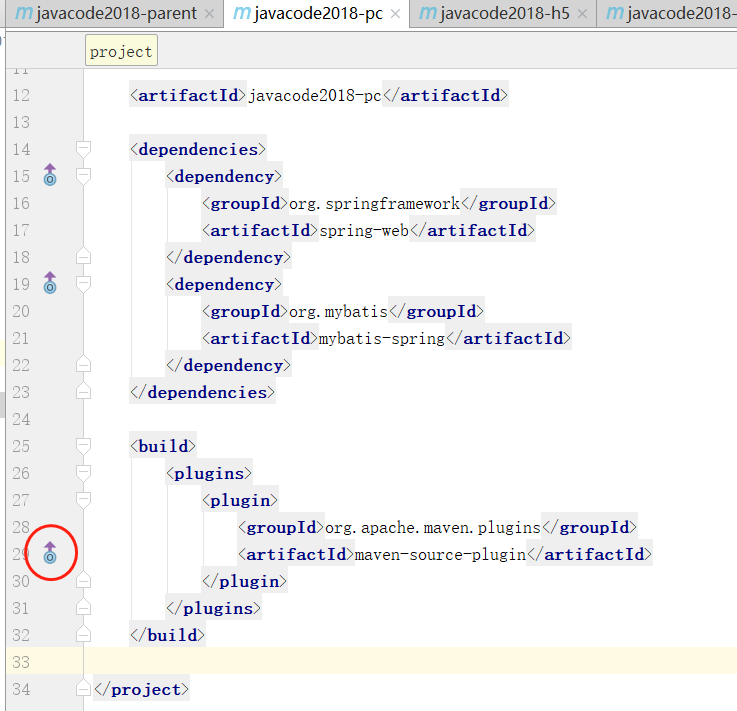 javacode2018-parent javacode2018-pc javacode2018-h5 javacode2018-
project
11
12 <artifactId>javacode2018-pc</artifactId>
13
14 <dependencies>
15 <dependency>
16 <groupId>org.springframework</groupId>
17 <artifactId>spring-web</artifactId>
18 </dependency>
19 <dependency>
20 <groupId>org.mybatis</groupId>
21 <artifactId>mybatis-spring</artifactId>
22 </dependency>
23 </dependencies>
24
25 <build>
26 <plugins>
27 <plugin>
28 <groupId>org.apache.maven.plugins</groupId>
29 <artifactId>maven-source-plugin</artifactId>
30 </plugin>
31 </plugins>
32 </build>
33
34 </project>